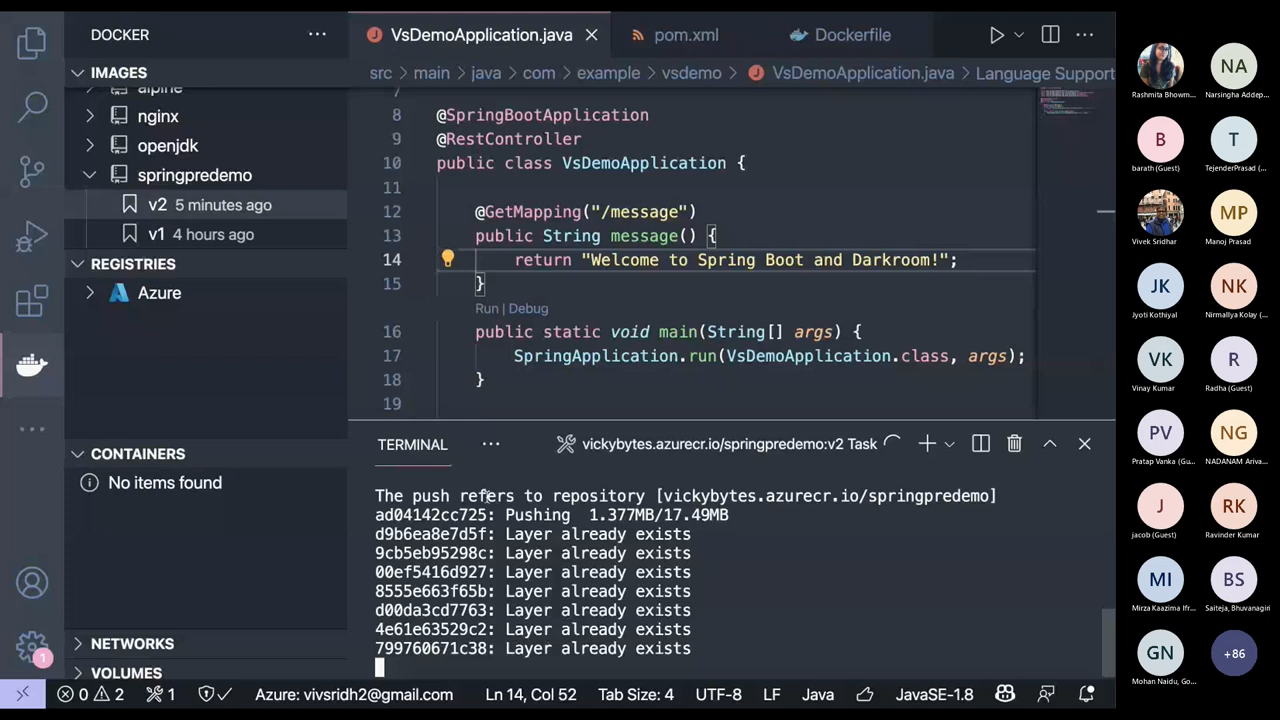 DOCKER
IMAGES
alpine
nginx
openjdk
springpredemo
v2 5 minutes ago
v1 4 hours ago
REGISTRIES
Azure
CONTAINERS
No items found
NETWORKS
VOLUMES
VsDemoApplication.java
pom.xml
Dockerfile
src > main > java > com > example > vsdemo > VsDemoApplication.java > Language Support
7
8 @SpringBootApplication
9 @RestController
10 public class VsDemoApplication {
11
12 @GetMapping("/message")
13 public String message() {
14 return "Welcome to Spring Boot and Darkroom!";
15 }
Run | Debug
16 public static void main(String[] args) {
17 SpringApplication.run(VsDemoApplication.class, args);
18 }
19
TERMINAL
vickybytes.azurecr.io/springpredemo:v2 Task
The push refers to repository [vickybytes.azurecr.io/springpredemo]
ad04142cc725: Pushing 1.377MB/17.49MB
d9b6ea8e7d5f: Layer already exists
9cb5eb95298c: Layer already exists
00ef5416d927: Layer already exists
8555e663f65b: Layer already exists
d00da3cd7763: Layer already exists
4e61e63529c2: Layer already exists
799760671c38: Layer already exists
1
0 2 1 Azure: vivsridh2@gmail.com Ln 14, Col 52 Tab Size: 4 UTF-8 LF Java JavaSE-1.8
NA
Rashmita Bhowm... Narsingha Addep...
B T
barath (Guest) TejenderPrasad (...
MP
Vivek Sridhar Manoj Prasad
JK NK
Jyoti Kothiyal Nirmallya Kolay (...
VK R
Vinay Kumar Radha (Guest)
PV NG
Pratap Vanka (Gu... NADANAM Ariva...
J RK
jacob (Guest) Ravinder Kumar
MI BS
Mirza Kaazima Ifr... Saiteja, Bhuvanagiri
GN +86
Mohan Naidu, Go...